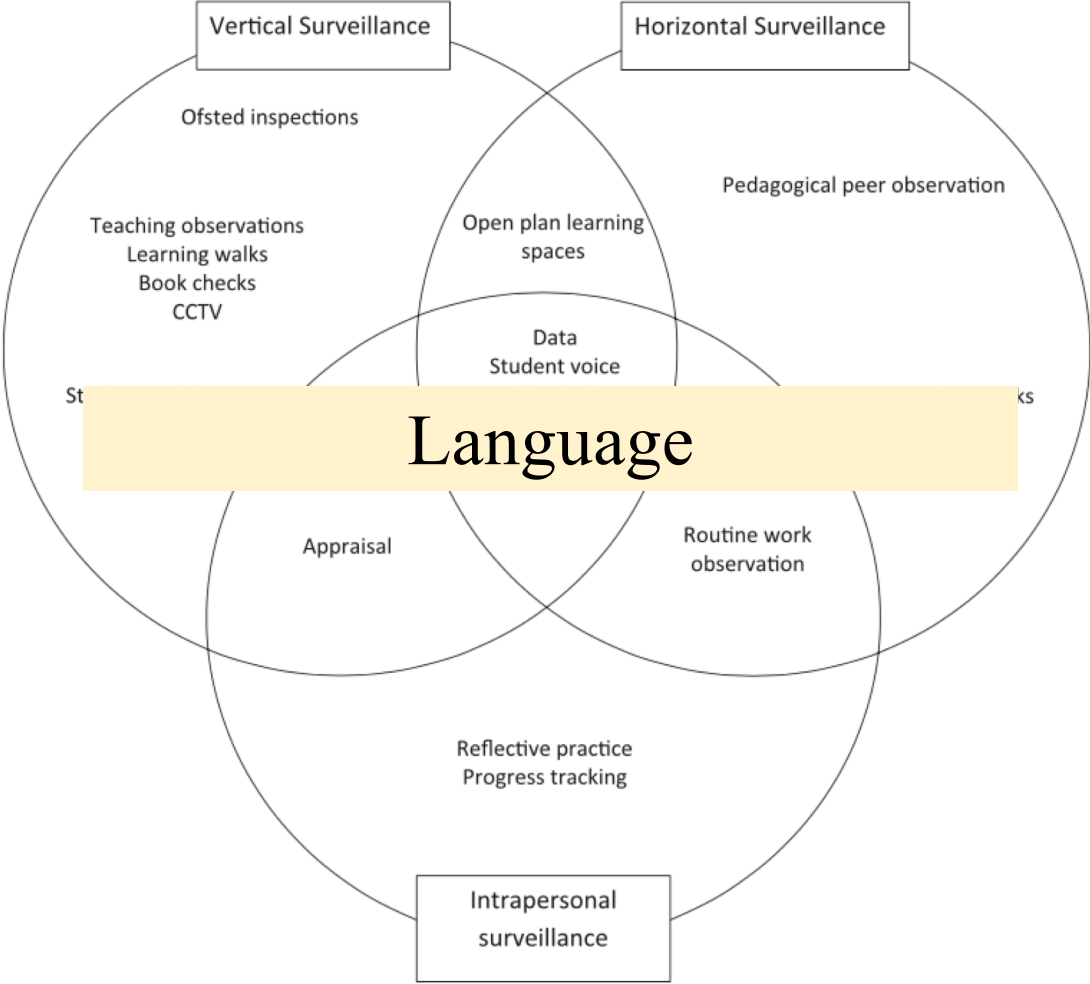 Vertical Surveillance
Horizontal Surveillance
Ofsted inspections
Pedagogical peer observation
Teaching observations
Learning walks
Book checks
CCTV
Open plan learning
spaces
Data
Student voice
Language
Appraisal
Routine work
observation
Reflective practice
Progress tracking
Intrapersonal
surveillance